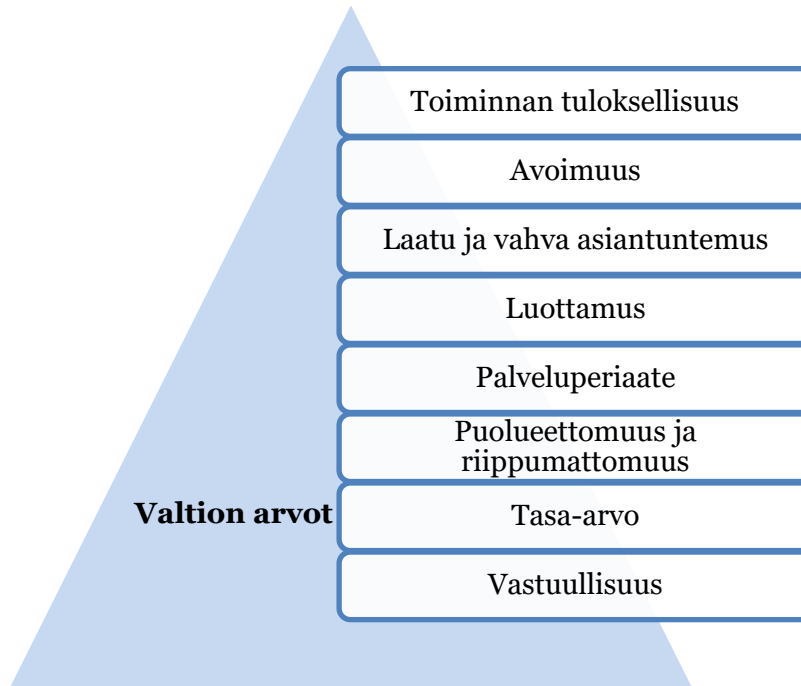 Toiminnan tuloksellisuus
Avoimuus
Laatu ja vahva asiantuntemus
Luottamus
Palveluperiaate
Puolueettomuus ja
riippumattomuus
Valtion arvot
Tasa-arvo
Vastuullisuus